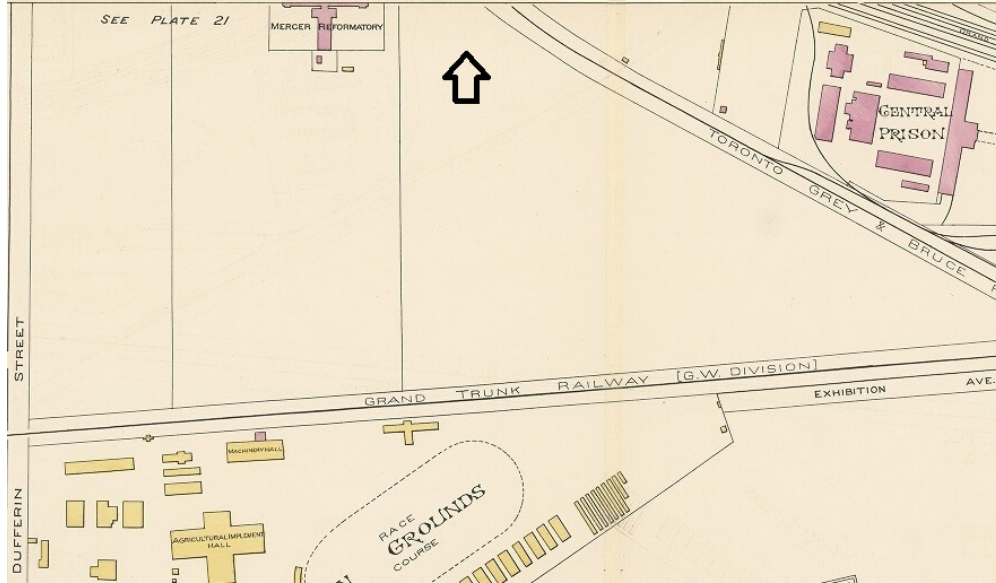 SEE PLATE 21
MERCER REFORMATORY
GRAND
CENTRAL
PRISON
TORONTO GREY & BRUCE
STREET
GRAND TRUNK RAILWAY [G.W. DIVISION]
EXHIBITION AVE.
MACHINERY HALL
DUFFERIN
AGRICULTURAL IMPLEMENT
HALL
RACE
GROUNDS
COURSE